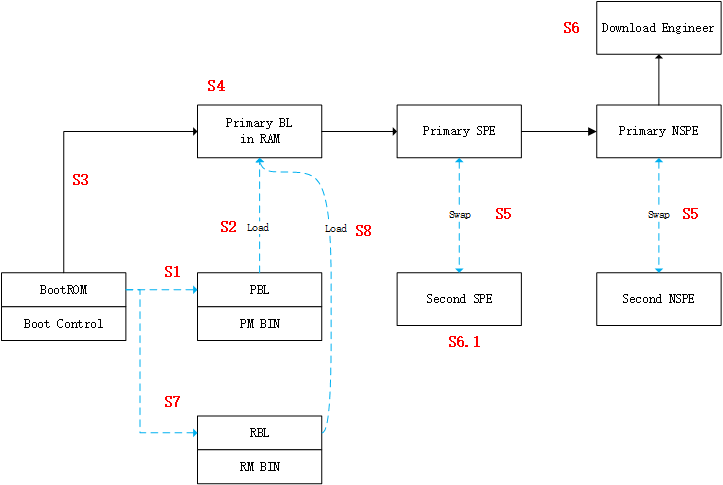 S6
Download Engineer
S4
Primary BL
in RAM
Primary SPE
Primary NSPE
S3
S2
Load
Load
S8
Swap
S5
Swap
S5
S1
BootROM
Boot Control
PBL
PM BIN
Second SPE
Second NSPE
S6.1
S7
RBL
RM BIN